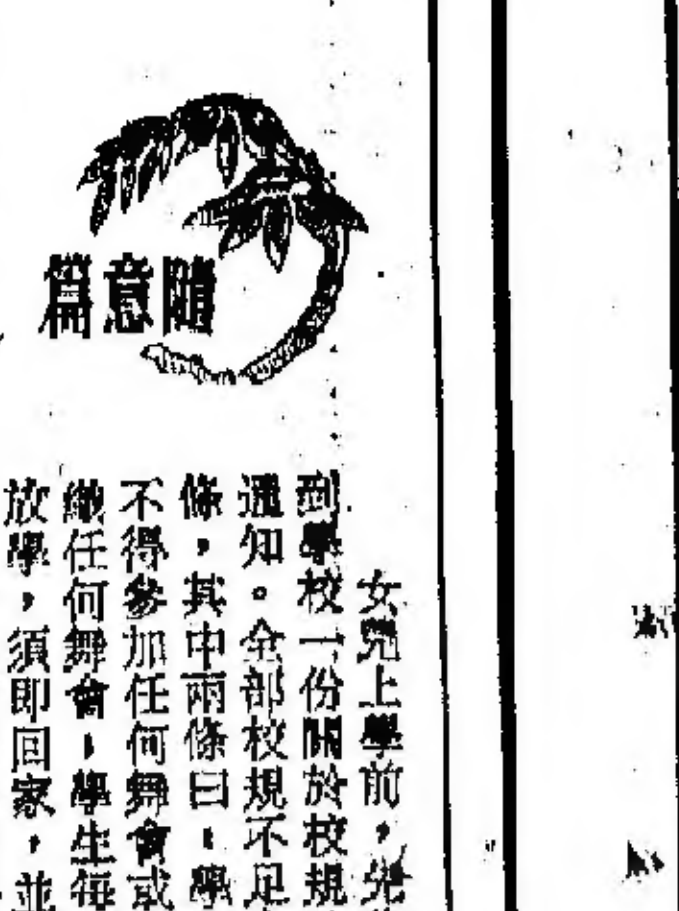 隨意篇
女兒上學前，先
到學校一份關於校規
通知。全部校規不足
條，其中兩條曰：學
不得參加任何舞會或
織任何舞會；學生每
放學，須即回家，並